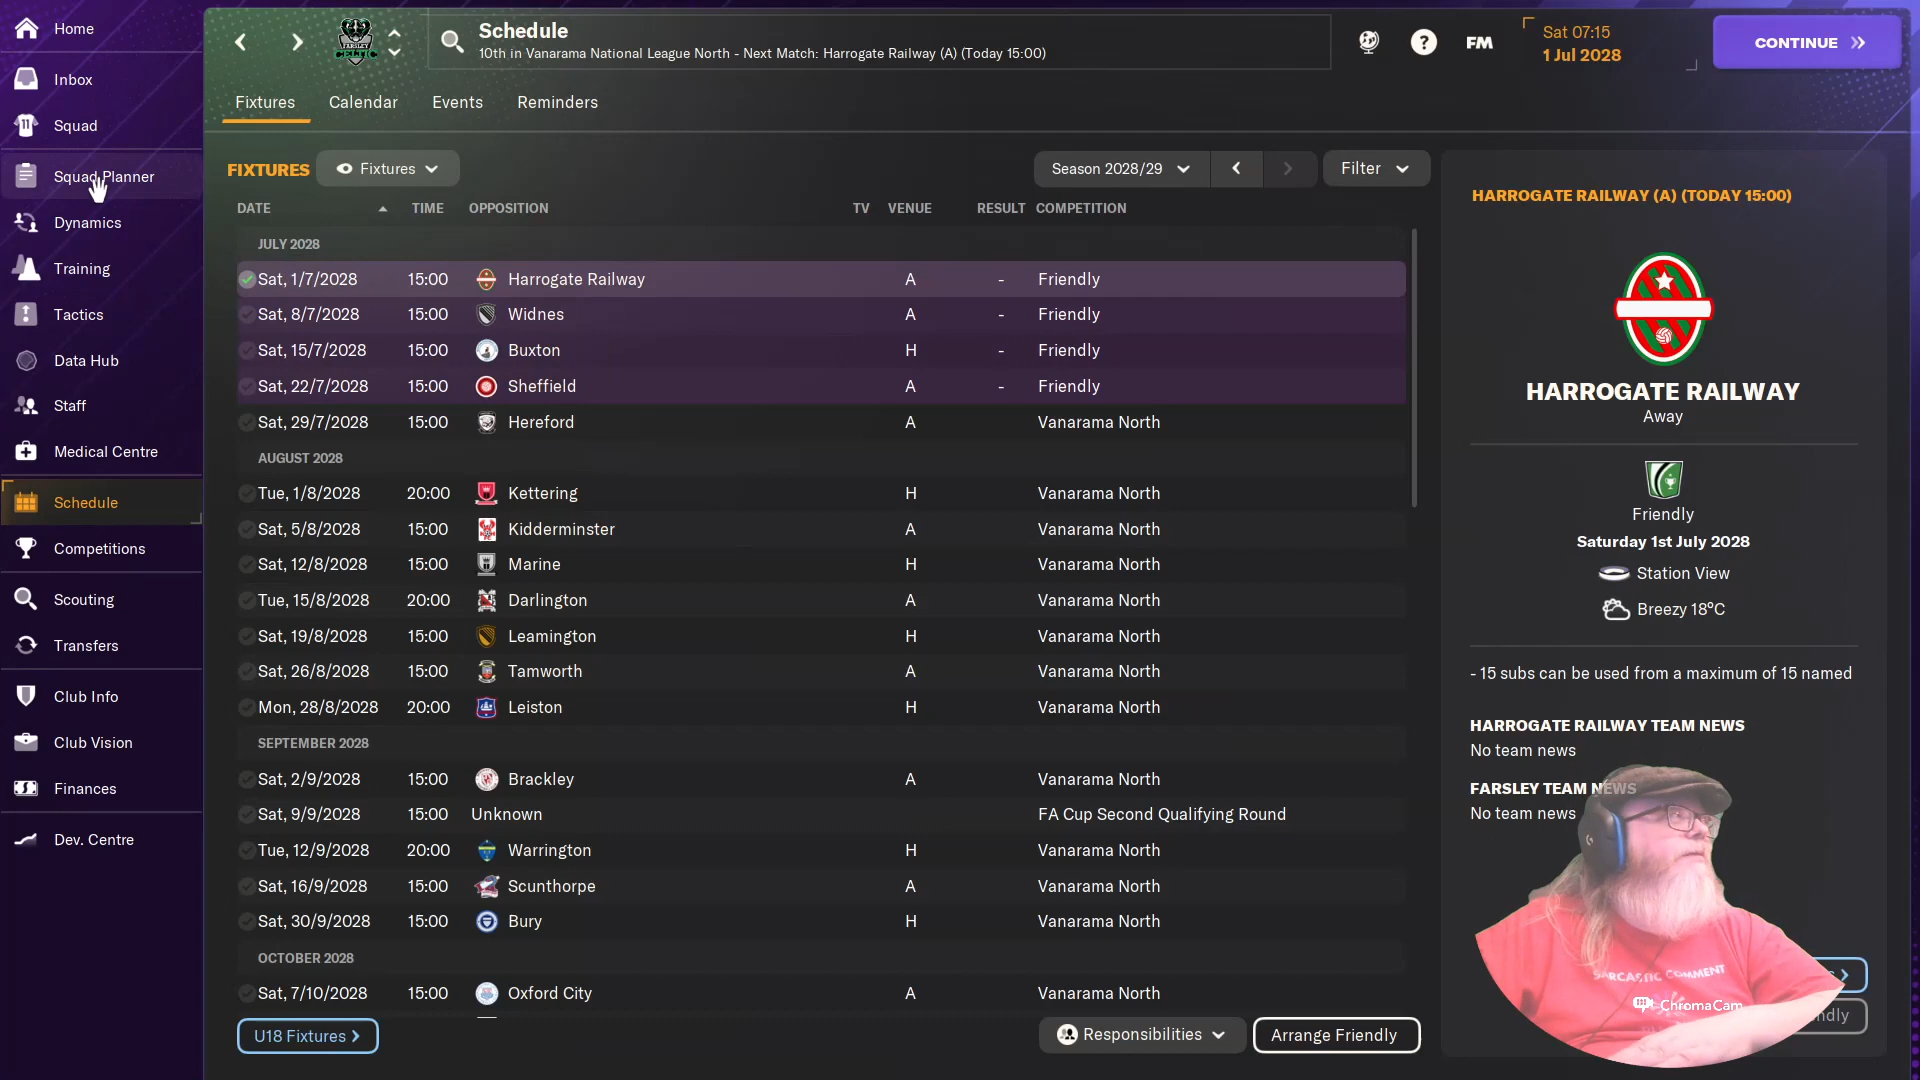 Home
Inbox
Squad
Squad Planner
Dynamics
Training
Tactics
Data Hub
Staff
Medical Centre
Schedule
Competitions
Scouting
Transfers
Club Info
Club Vision
Finances
Dev. Centre
FARSLEY
CELTIC
Schedule
10th in Vanarama National League North - Next Match: Harrogate Railway (A) (Today 15:00)
?
FM
Sat 07:15
1 Jul 2028
CONTINUE
Fixtures Calendar Events Reminders
FIXTURES Fixtures Season 2028/29 Filter
DATE TIME OPPOSITION TV VENUE RESULT COMPETITION
JULY 2028
Sat, 1/7/2028 15:00 Harrogate Railway A - Friendly
Sat, 8/7/2028 15:00 Widnes A - Friendly
Sat, 15/7/2028 15:00 Buxton H - Friendly
Sat, 22/7/2028 15:00 Sheffield A - Friendly
Sat, 29/7/2028 15:00 Hereford A Vanarama North
AUGUST 2028
Tue, 1/8/2028 20:00 Kettering H Vanarama North
Sat, 5/8/2028 15:00 Kidderminster A Vanarama North
Sat, 12/8/2028 15:00 Marine H Vanarama North
Tue, 15/8/2028 20:00 Darlington A Vanarama North
Sat, 19/8/2028 15:00 Leamington H Vanarama North
Sat, 26/8/2028 15:00 Tamworth A Vanarama North
Mon, 28/8/2028 20:00 Leiston H Vanarama North
SEPTEMBER 2028
Sat, 2/9/2028 15:00 Brackley A Vanarama North
Sat, 9/9/2028 15:00 Unknown FA Cup Second Qualifying Round
Tue, 12/9/2028 20:00 Warrington H Vanarama North
Sat, 16/9/2028 15:00 Scunthorpe A Vanarama North
Sat, 30/9/2028 15:00 Bury H Vanarama North
OCTOBER 2028
Sat, 7/10/2028 15:00 Oxford City A Vanarama North
U18 Fixtures Responsibilities Arrange Friendly
HARROGATE RAILWAY (A) (TODAY 15:00)
HARROGATE RAILWAY
Away
Friendly
Saturday 1st July 2028
Station View
Breezy 18°C
- 15 subs can be used from a maximum of 15 named
HARROGATE RAILWAY TEAM NEWS
No team news
FARSLEY TEAM NEWS
No team news
SARCASTIC COMMENT
ChromaCam